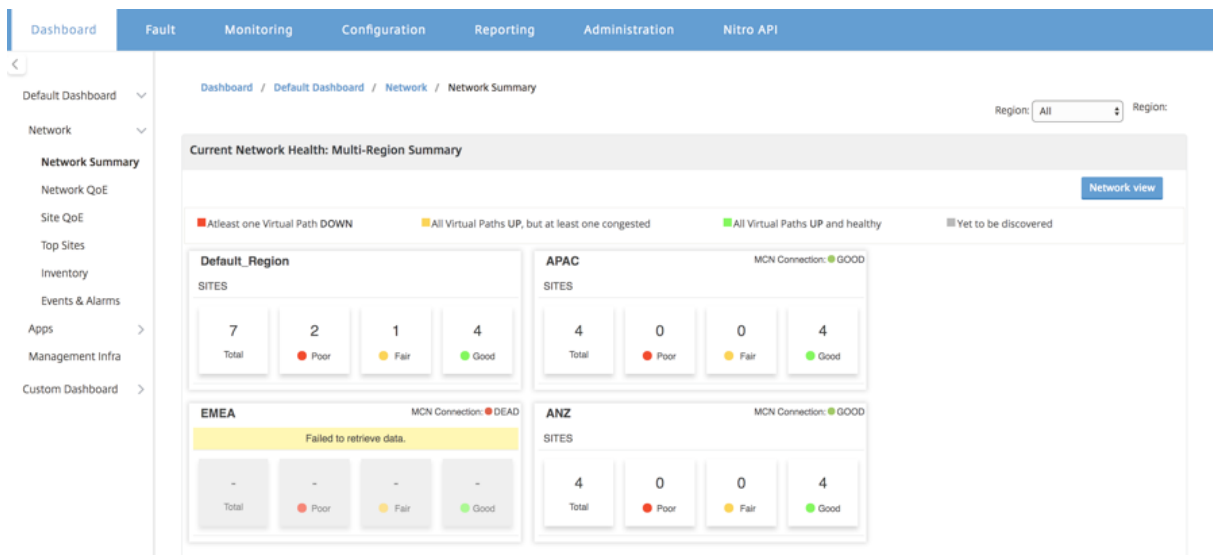 Dashboard Fault Monitoring Configuration Reporting Administration Nitro API
Default Dashboard
Network
Network Summary
Network QoE
Site QoE
Top Sites
Inventory
Events & Alarms
Apps
Management Infra
Custom Dashboard
Dashboard / Default Dashboard / Network / Network Summary
Region: All Region:
Current Network Health: Multi-Region Summary
Network view
Atleast one Virtual Path DOWN All Virtual Paths UP, but at least one congested All Virtual Paths UP and healthy Yet to be discovered
Default_Region
SITES
7 2 1 4
Total Poor Fair Good
APAC MCN Connection: GOOD
SITES
4 0 0 4
Total Poor Fair Good
EMEA MCN Connection: DEAD
Failed to retrieve data.
- - - -
Total Poor Fair Good
ANZ MCN Connection: GOOD
SITES
4 0 0 4
Total Poor Fair Good